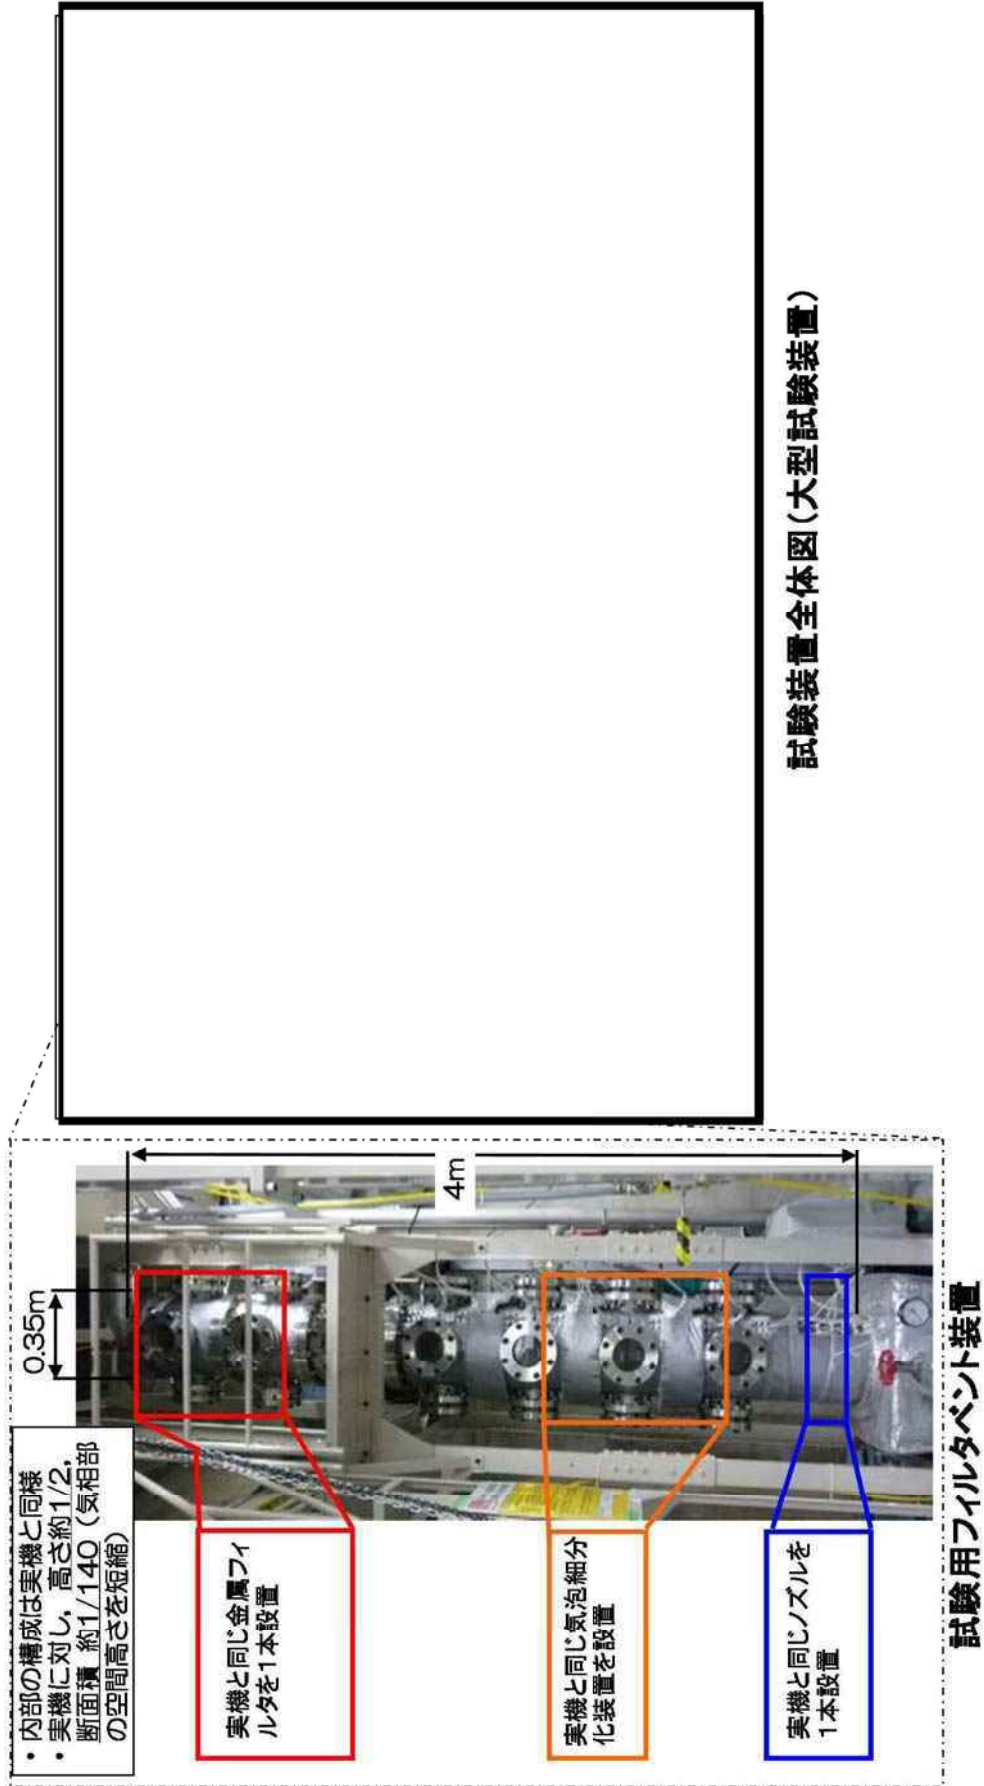 ・ 内部の構成は実機と同様
・ 実機に対し，高さ約1/2，
断面積 約1/140（気相部
の空間高さを短縮）
0.35m
4m
実機と同じ金属フィ
ルタを1本設置
実機と同じ気泡細分
化装置を設置
実機と同じノズルを
1本設置
試験用フィルタベント装置
試験装置全体図（大型試験装置）